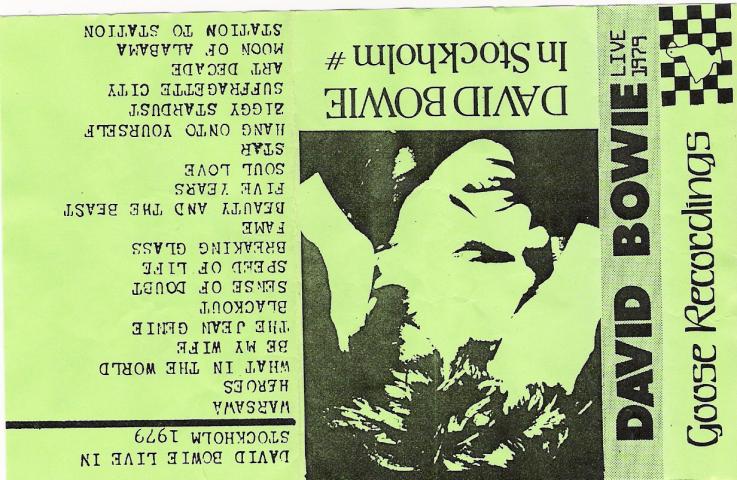 Goose Recordings
DAVID BOWIE LIVE
1979
DAVID BOWIE
In Stockholm #
DAVID BOWIE LIVE IN
STOCKHOLM 1979
WARSAWA
HEROES
WHAT IN THE WORLD
BE MY WIFE
THE JEAN GENIE
BLACKOUT
SENSE OF DOUBT
SPEED OF LIFE
BREAKING GLASS
FAME
BEAUTY AND THE BEAST
FIVE YEARS
SOUL LOVE
STAR
HANG ONTO YOURSELF
ZIGGY STARDUST
SUFFRAGETTE CITY
ART DECADE
MOON OF ALABAMA
STATION TO STATION